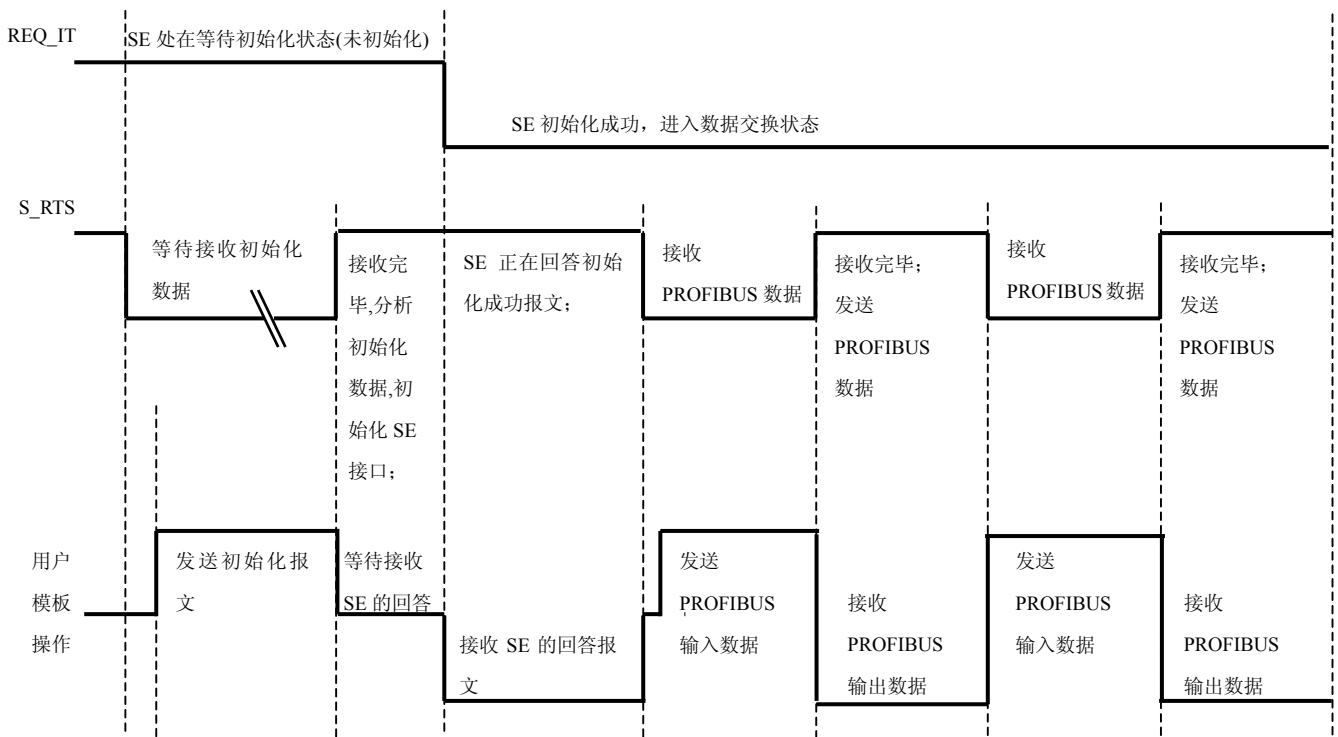 REQ_IT
SE 处在等待初始化状态(未初始化)
SE 初始化成功，进入数据交换状态
S_RTS
等待接收初始化
数据
接收完
毕,分析
初始化
数据,初
始化 SE
接口；
SE 正在回答初始
化成功报文；
接收
PROFIBUS 数据
接收完毕；
发送
PROFIBUS
数据
接收
PROFIBUS 数据
接收完毕；
发送
PROFIBUS
数据
用户
模板
操作
发送初始化报
文
等待接收
SE 的回答
接收 SE 的回答报
文
发送
PROFIBUS
输入数据
接收
PROFIBUS
输出数据
发送
PROFIBUS
输入数据
接收
PROFIBUS
输出数据